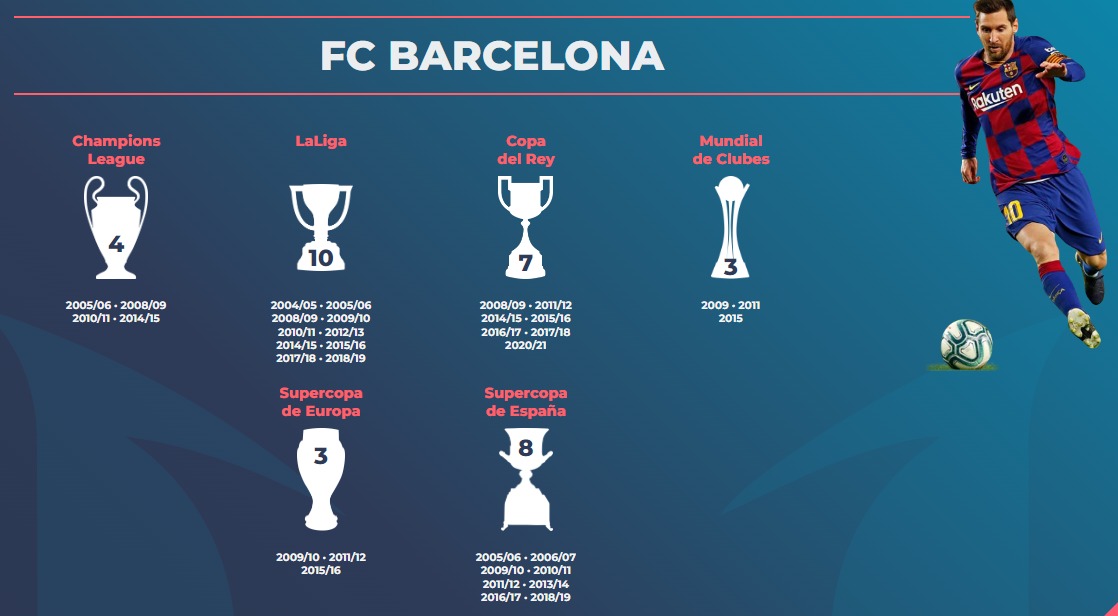 FC BARCELONA
Rakuten
10
Champions
League
4
2005/06 • 2008/09
2010/11 • 2014/15
LaLiga
10
2004/05 • 2005/06
2008/09 • 2009/10
2010/11 • 2012/13
2014/15 • 2015/16
2017/18 • 2018/19
Copa
del Rey
7
2008/09 • 2011/12
2014/15 • 2015/16
2016/17 • 2017/18
2020/21
Mundial
de Clubes
3
2009 • 2011
2015
Supercopa
de Europa
3
2009/10 • 2011/12
2015/16
Supercopa
de España
8
2005/06 • 2006/07
2009/10 • 2010/11
2011/12 • 2013/14
2016/17 • 2018/19